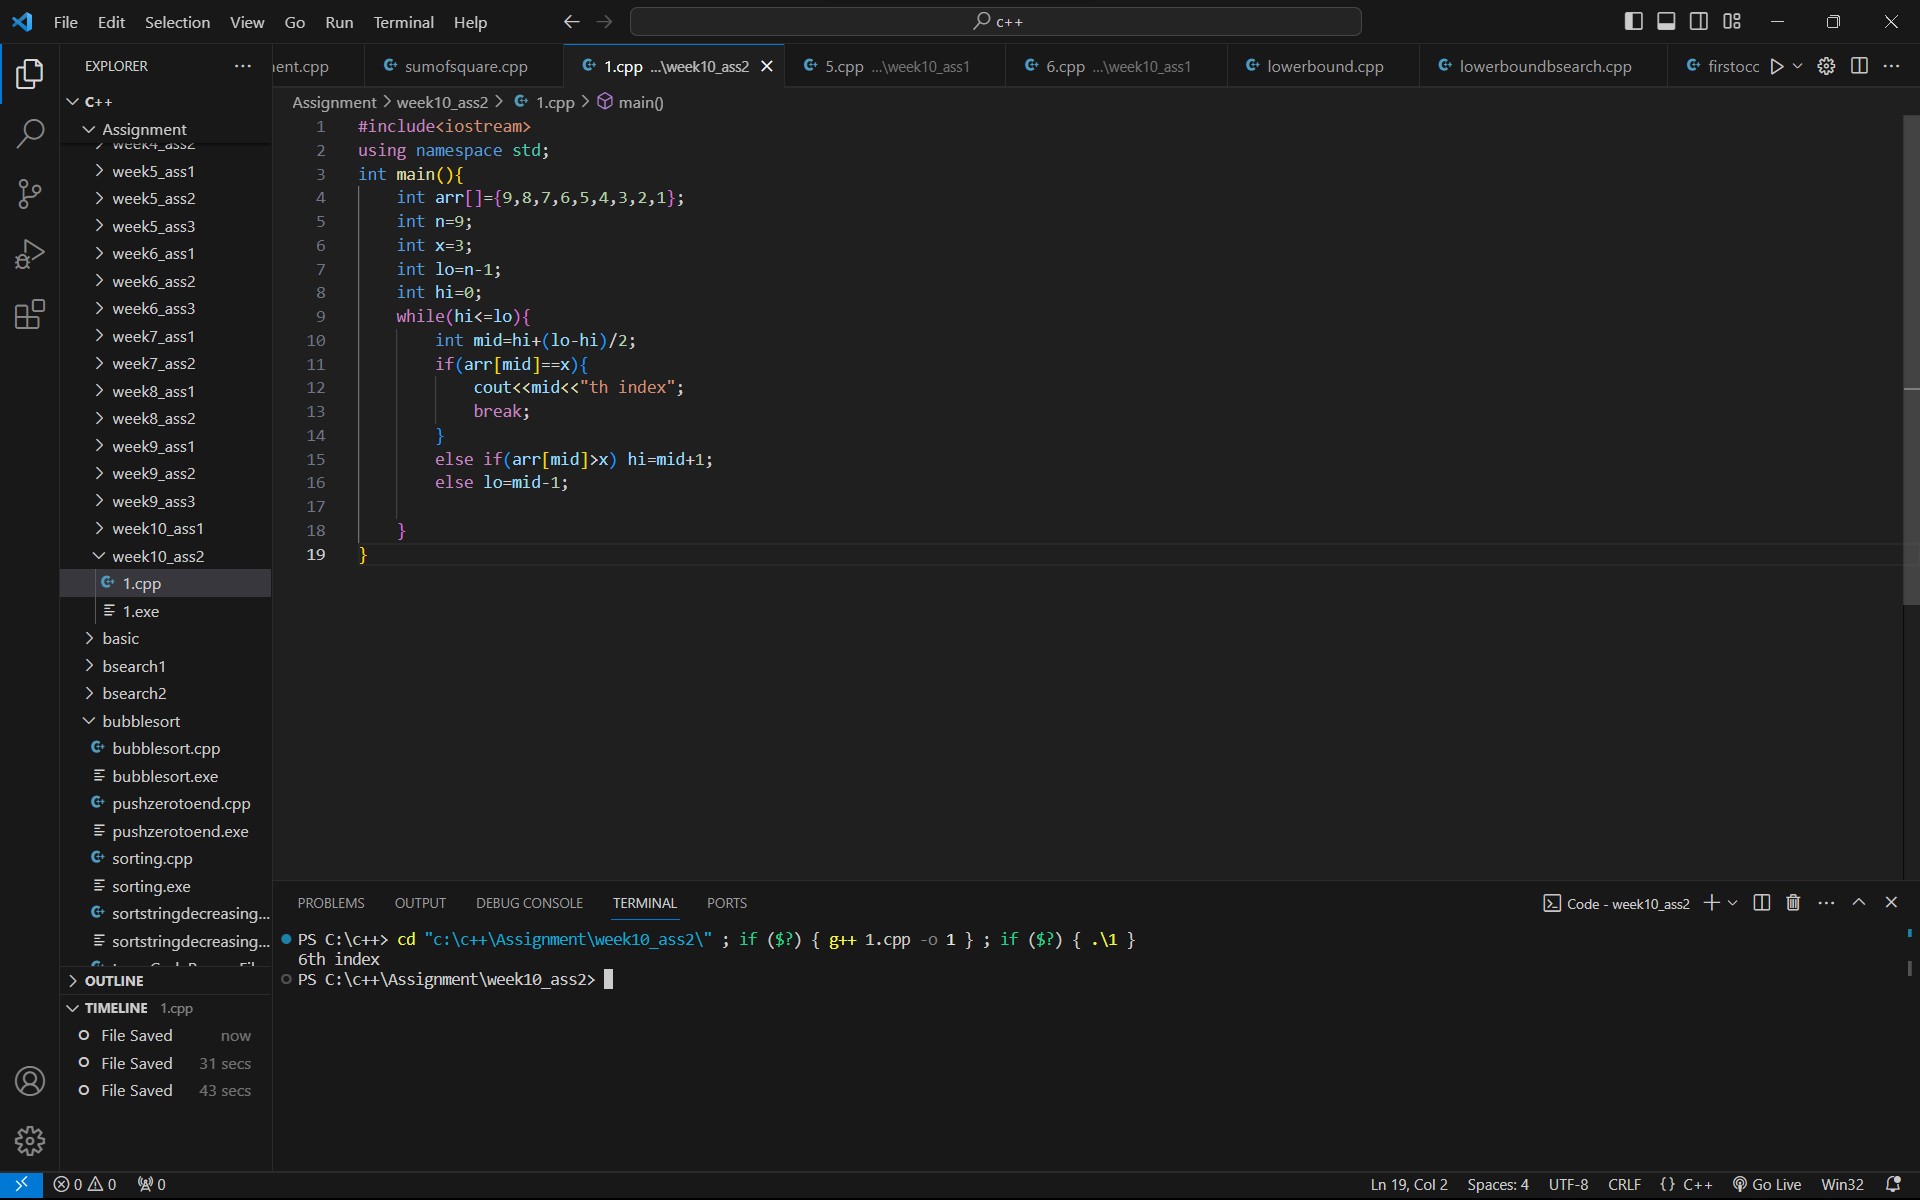 File Edit Selection View Go Run Terminal Help
c++
EXPLORER
ent.cpp
sumofsquare.cpp
1.cpp ...\week10_ass2
5.cpp ...\week10_ass1
6.cpp ...\week10_ass1
lowerbound.cpp
lowerboundbsearch.cpp
firstocc
C++
Assignment
week4_ass2
week5_ass1
week5_ass2
week5_ass3
week6_ass1
week6_ass2
week6_ass3
week7_ass1
week7_ass2
week8_ass1
week8_ass2
week9_ass1
week9_ass2
week9_ass3
week10_ass1
week10_ass2
1.cpp
1.exe
basic
bsearch1
bsearch2
bubblesort
bubblesort.cpp
bubblesort.exe
pushzerotoend.cpp
pushzerotoend.exe
sorting.cpp
sorting.exe
sortstringdecreasing...
sortstringdecreasing...
OUTLINE
TIMELINE 1.cpp
File Saved now
File Saved 31 secs
File Saved 43 secs
Assignment > week10_ass2 > 1.cpp > main()
1 #include<iostream>
2 using namespace std;
3 int main(){
4 int arr[]={9,8,7,6,5,4,3,2,1};
5 int n=9;
6 int x=3;
7 int lo=n-1;
8 int hi=0;
9 while(hi<=lo){
10 int mid=hi+(lo-hi)/2;
11 if(arr[mid]==x){
12 cout<<mid<<"th index";
13 break;
14 }
15 else if(arr[mid]>x) hi=mid+1;
16 else lo=mid-1;
17
18 }
19 }
PROBLEMS OUTPUT DEBUG CONSOLE TERMINAL PORTS
Code - week10_ass2
PS C:\c++> cd "c:\c++\Assignment\week10_ass2\" ; if ($?) { g++ 1.cpp -o 1 } ; if ($?) { .\1 }
6th index
PS C:\c++\Assignment\week10_ass2>
0 0 0
Ln 19, Col 2 Spaces: 4 UTF-8 CRLF {} C++ Go Live Win32